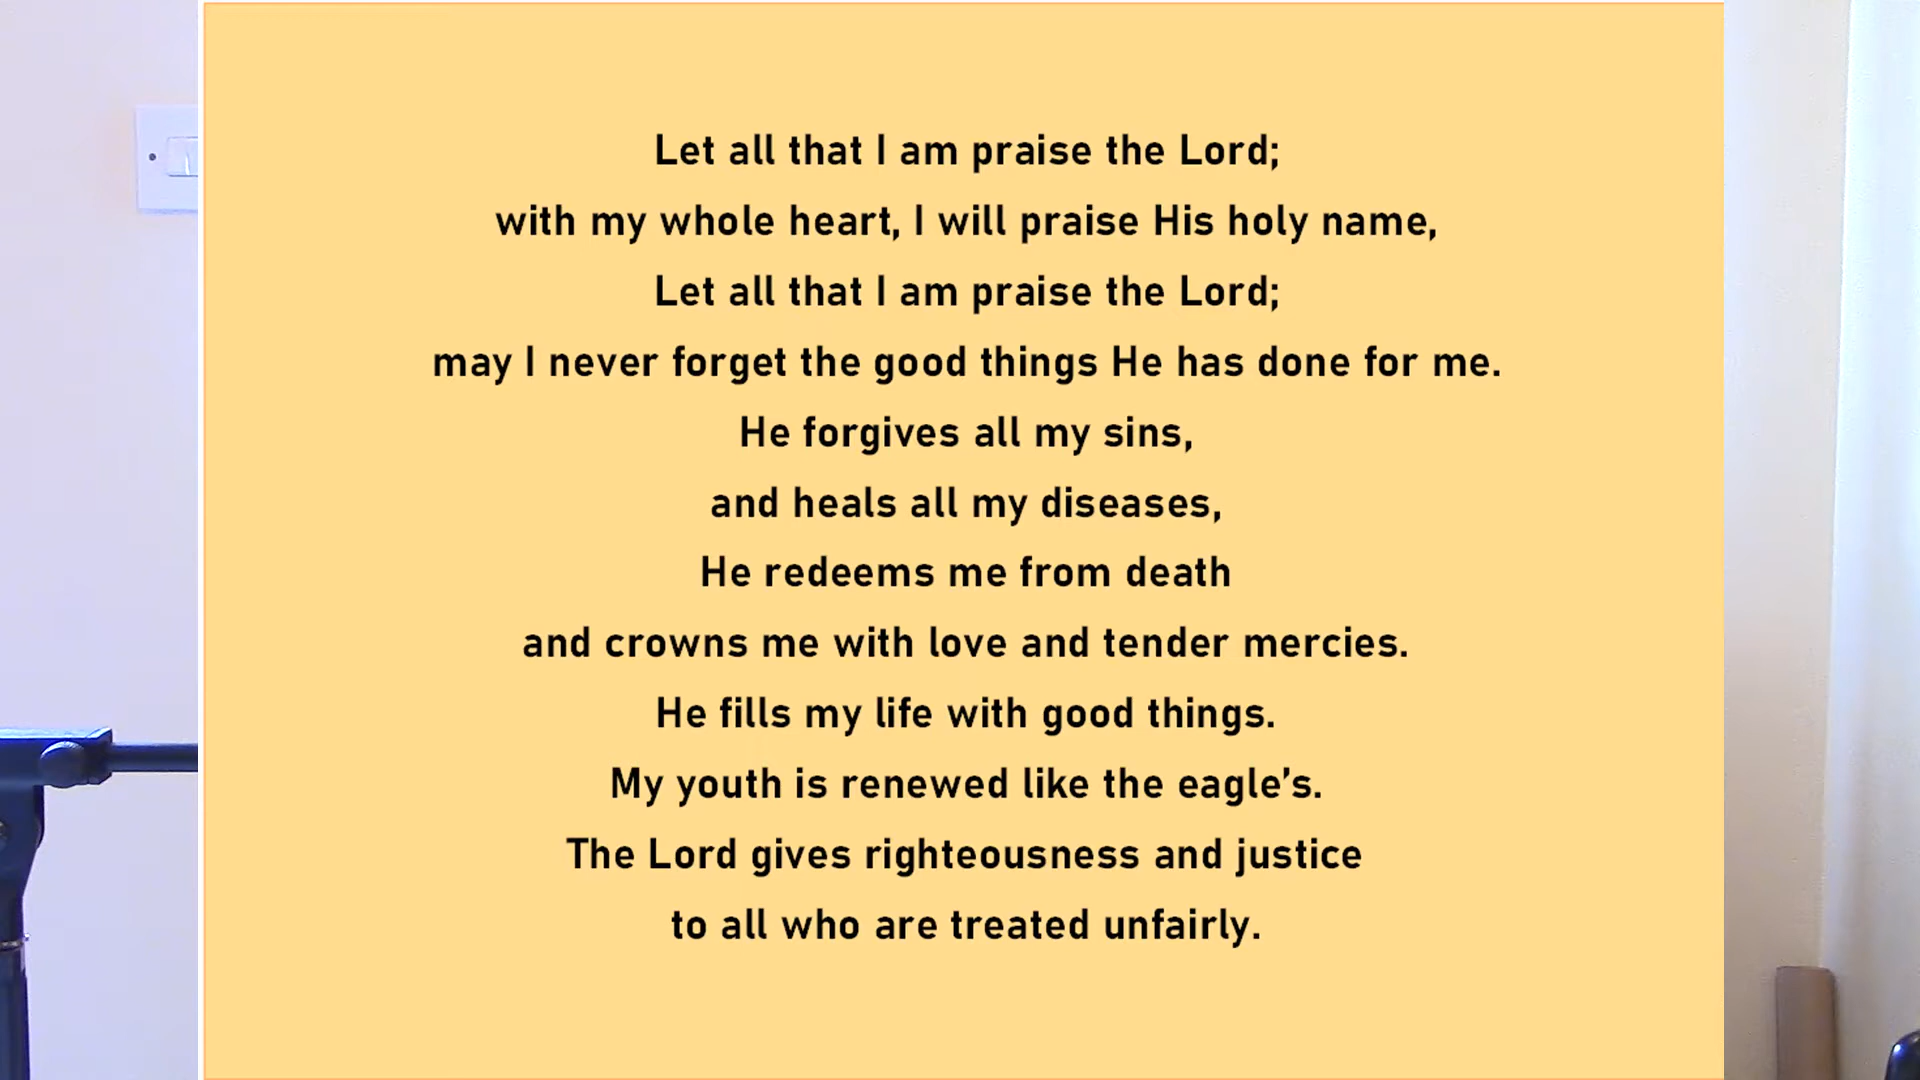 Let all that I am praise the Lord;
with my whole heart, I will praise His holy name,
Let all that I am praise the Lord;
may I never forget the good things He has done for me.
He forgives all my sins,
and heals all my diseases,
He redeems me from death
and crowns me with love and tender mercies.
He fills my life with good things.
My youth is renewed like the eagle’s.
The Lord gives righteousness and justice
to all who are treated unfairly.